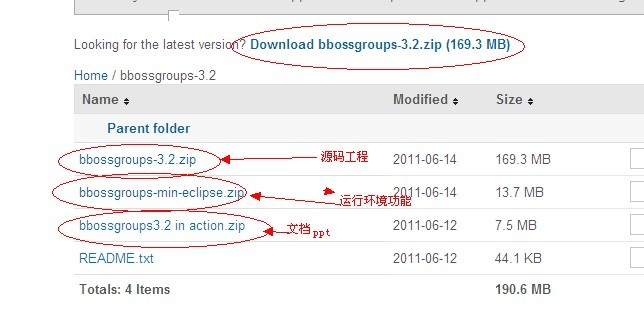 Looking for the latest version? Download bbossgroups-3.2.zip (169.3 MB)
Home / bbossgroups-3.2
Name Modified Size
Parent folder
bbossgroups-3.2.zip 源码工程 2011-06-14 169.3 MB
bbossgroups-min-eclipse.zip 运行环境功能 2011-06-14 13.7 MB
bbossgroups3.2 in action.zip 文档ppt 2011-06-12 7.5 MB
README.txt 2011-06-12 44.1 KB
Totals: 4 Items 190.6 MB